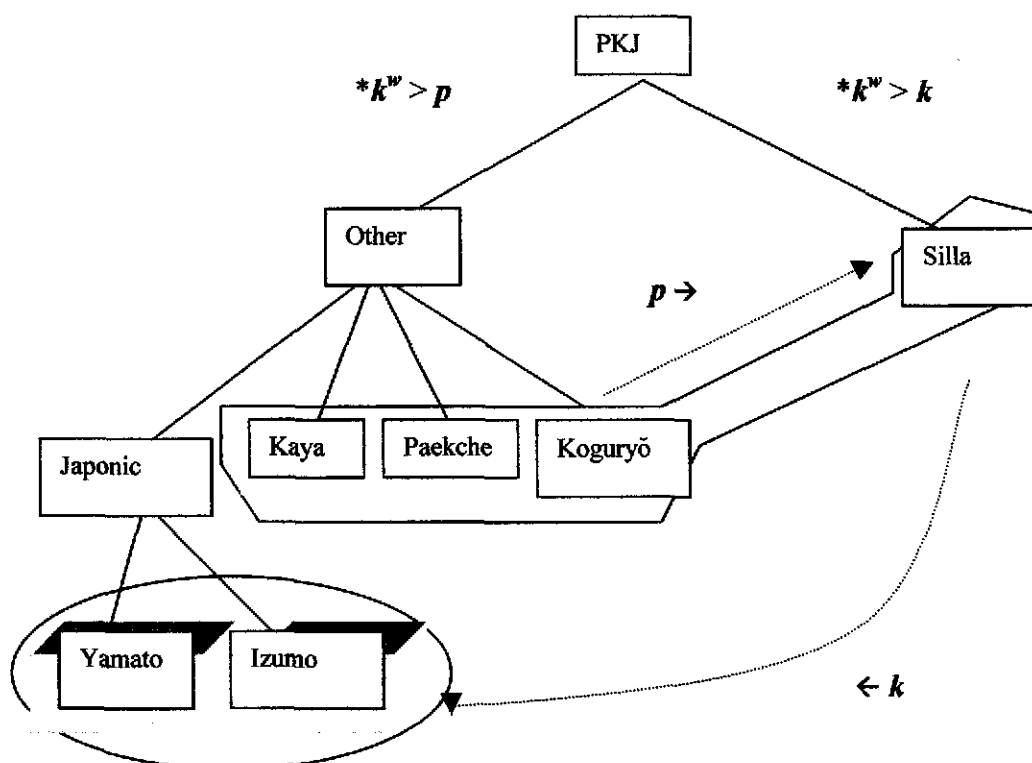 PKJ
*kʷ > p
*kʷ > k
Other
Silla
p →
Kaya
Paekche
Koguryŏ
Japonic
Yamato
Izumo
← k